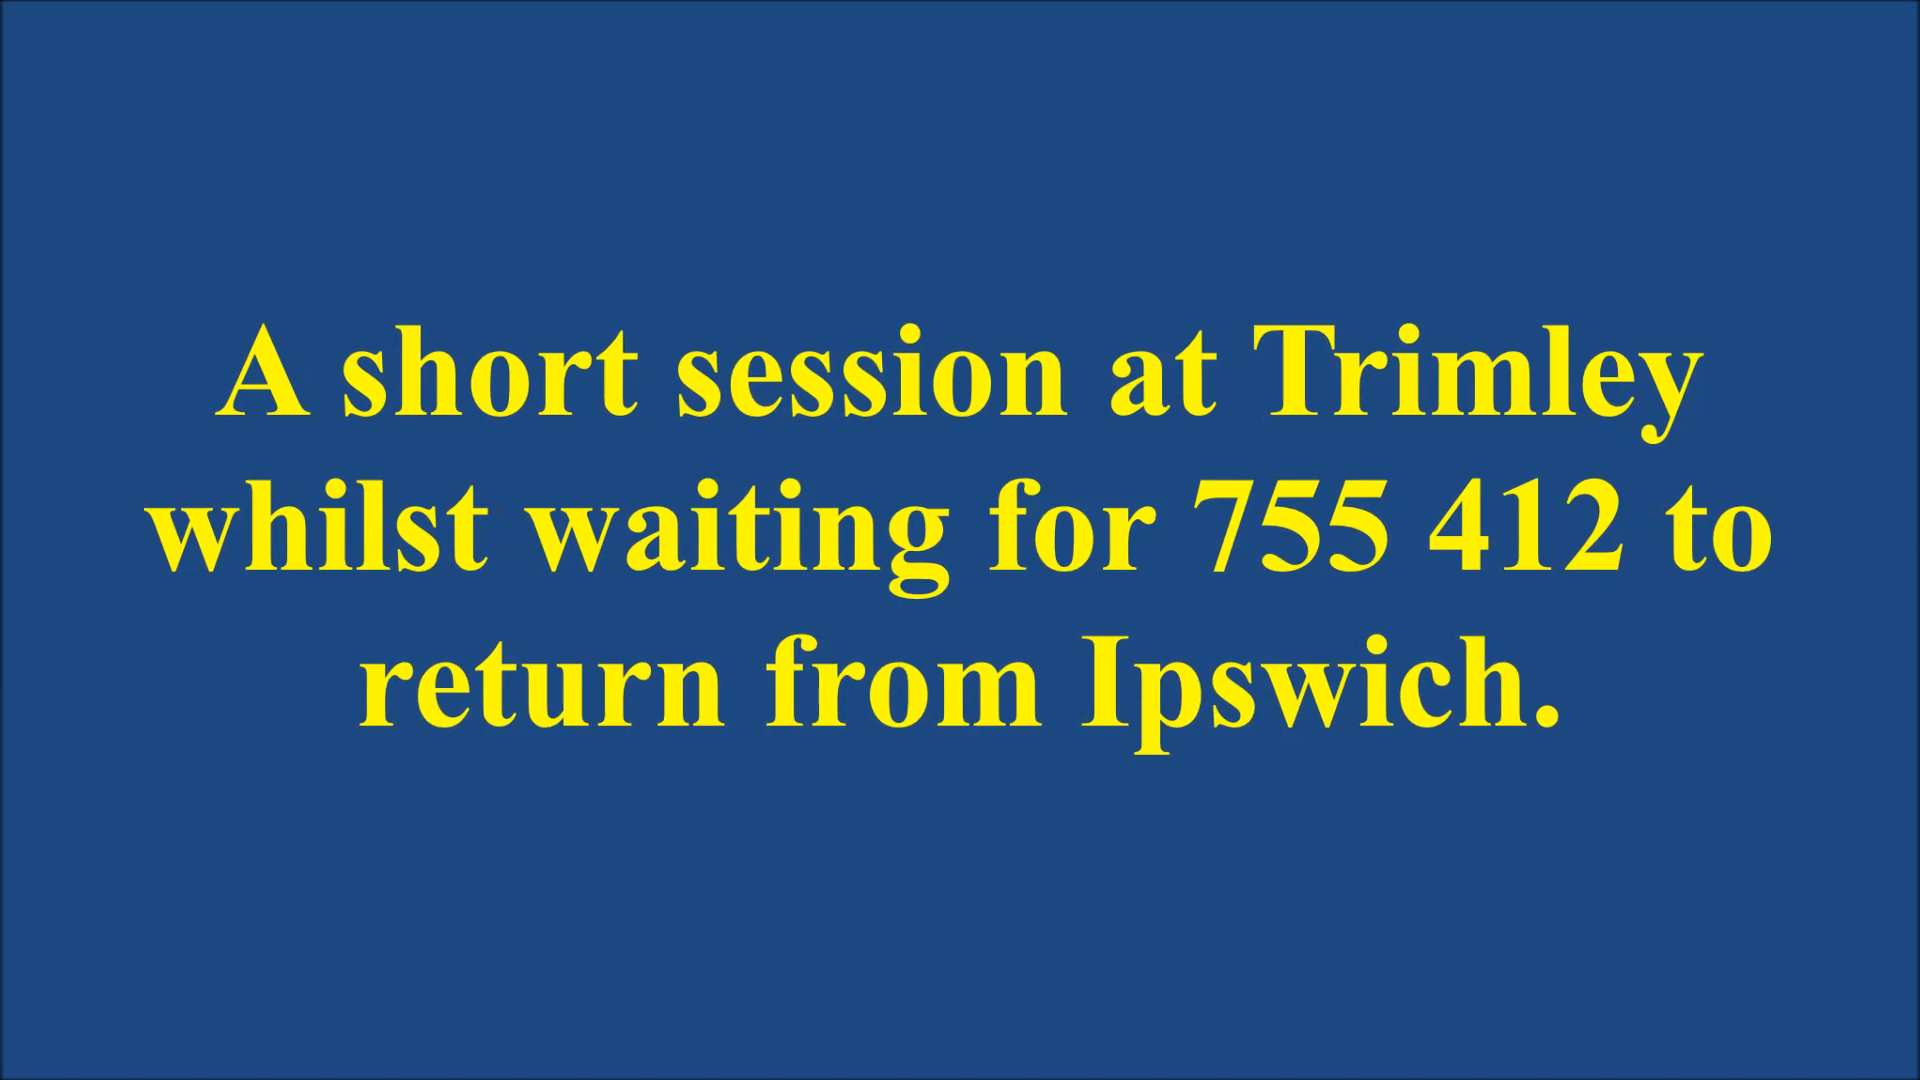 A short session at Trimley
whilst waiting for 755 412 to
return from Ipswich.